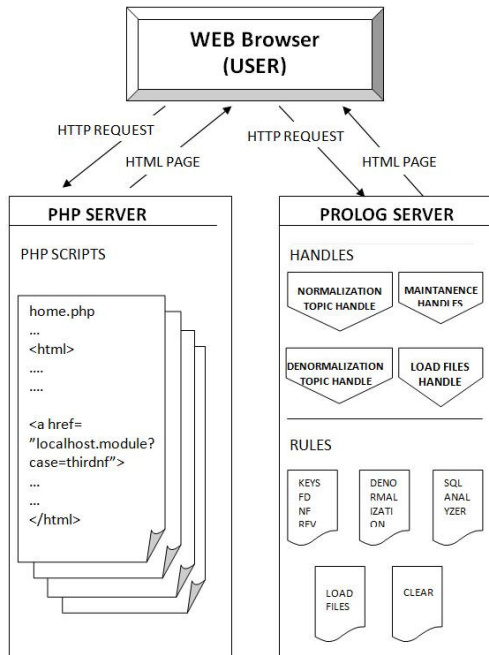 WEB Browser
(USER)
HTTP REQUEST
HTML PAGE
HTTP REQUEST
HTML PAGE
PHP SERVER
PHP SCRIPTS
home.php
...
<html>
....
....
<a href=
"localhost.module?
case=thirdnf">
...
...
</html>
PROLOG SERVER
HANDLES
NORMALIZATION
TOPIC HANDLE
MAINTANENCE
HANDLES
DENORMALIZATION
TOPIC HANDLE
LOAD FILES
HANDLE
RULES
KEYS
FD
NF
REV
DENO
RMAL
IZATI
ON
SQL
ANAL
YZER
LOAD
FILES
CLEAR